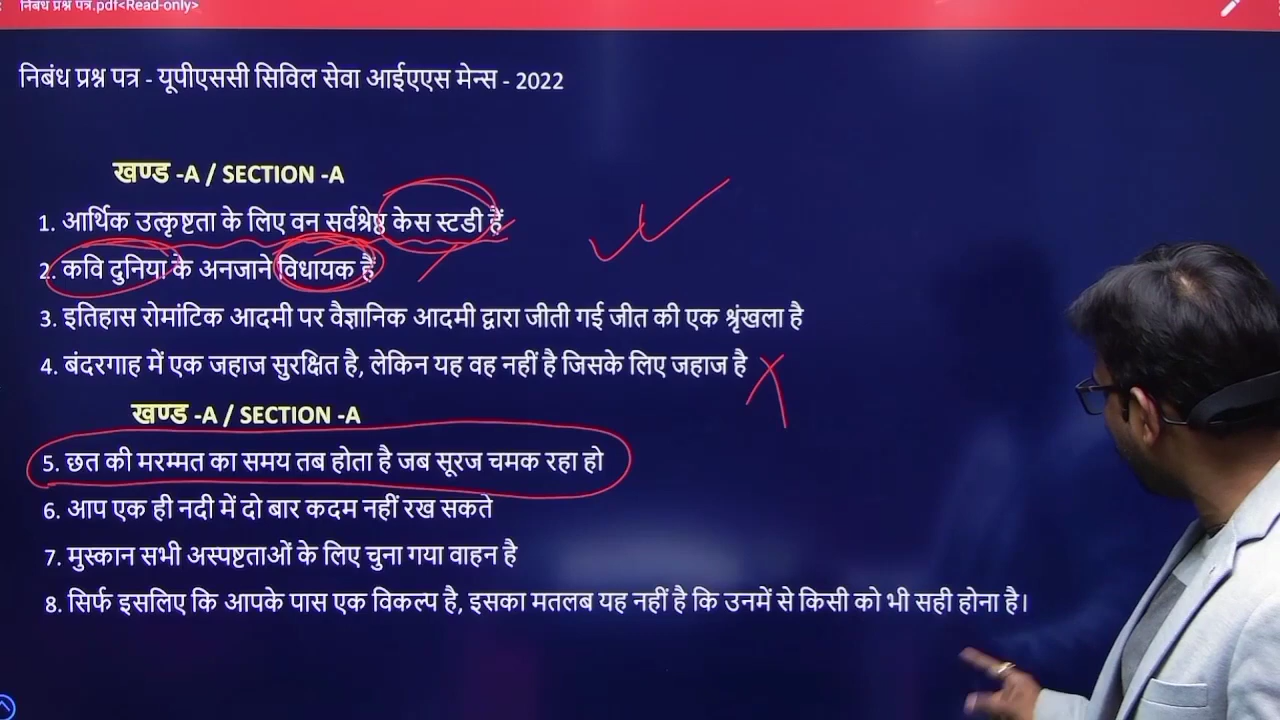 निबंध प्रश्न पत्र.pdf<Read-only>
निबंध प्रश्न पत्र - यूपीएससी सिविल सेवा आईएएस मेन्स - 2022
खण्ड -A / SECTION -A
1. आर्थिक उत्कृष्टता के लिए वन सर्वश्रेष्ठ केस स्टडी हैं
2. कवि दुनिया के अनजाने विधायक हैं
3. इतिहास रोमांटिक आदमी पर वैज्ञानिक आदमी द्वारा जीती गई जीत की एक श्रृंखला है
4. बंदरगाह में एक जहाज सुरक्षित है, लेकिन यह वह नहीं है जिसके लिए जहाज है
खण्ड -A / SECTION -A
5. छत की मरम्मत का समय तब होता है जब सूरज चमक रहा हो
6. आप एक ही नदी में दो बार कदम नहीं रख सकते
7. मुस्कान सभी अस्पष्टताओं के लिए चुना गया वाहन है
8. सिर्फ इसलिए कि आपके पास एक विकल्प है, इसका मतलब यह नहीं है कि उनमें से किसी को भी सही होना है।